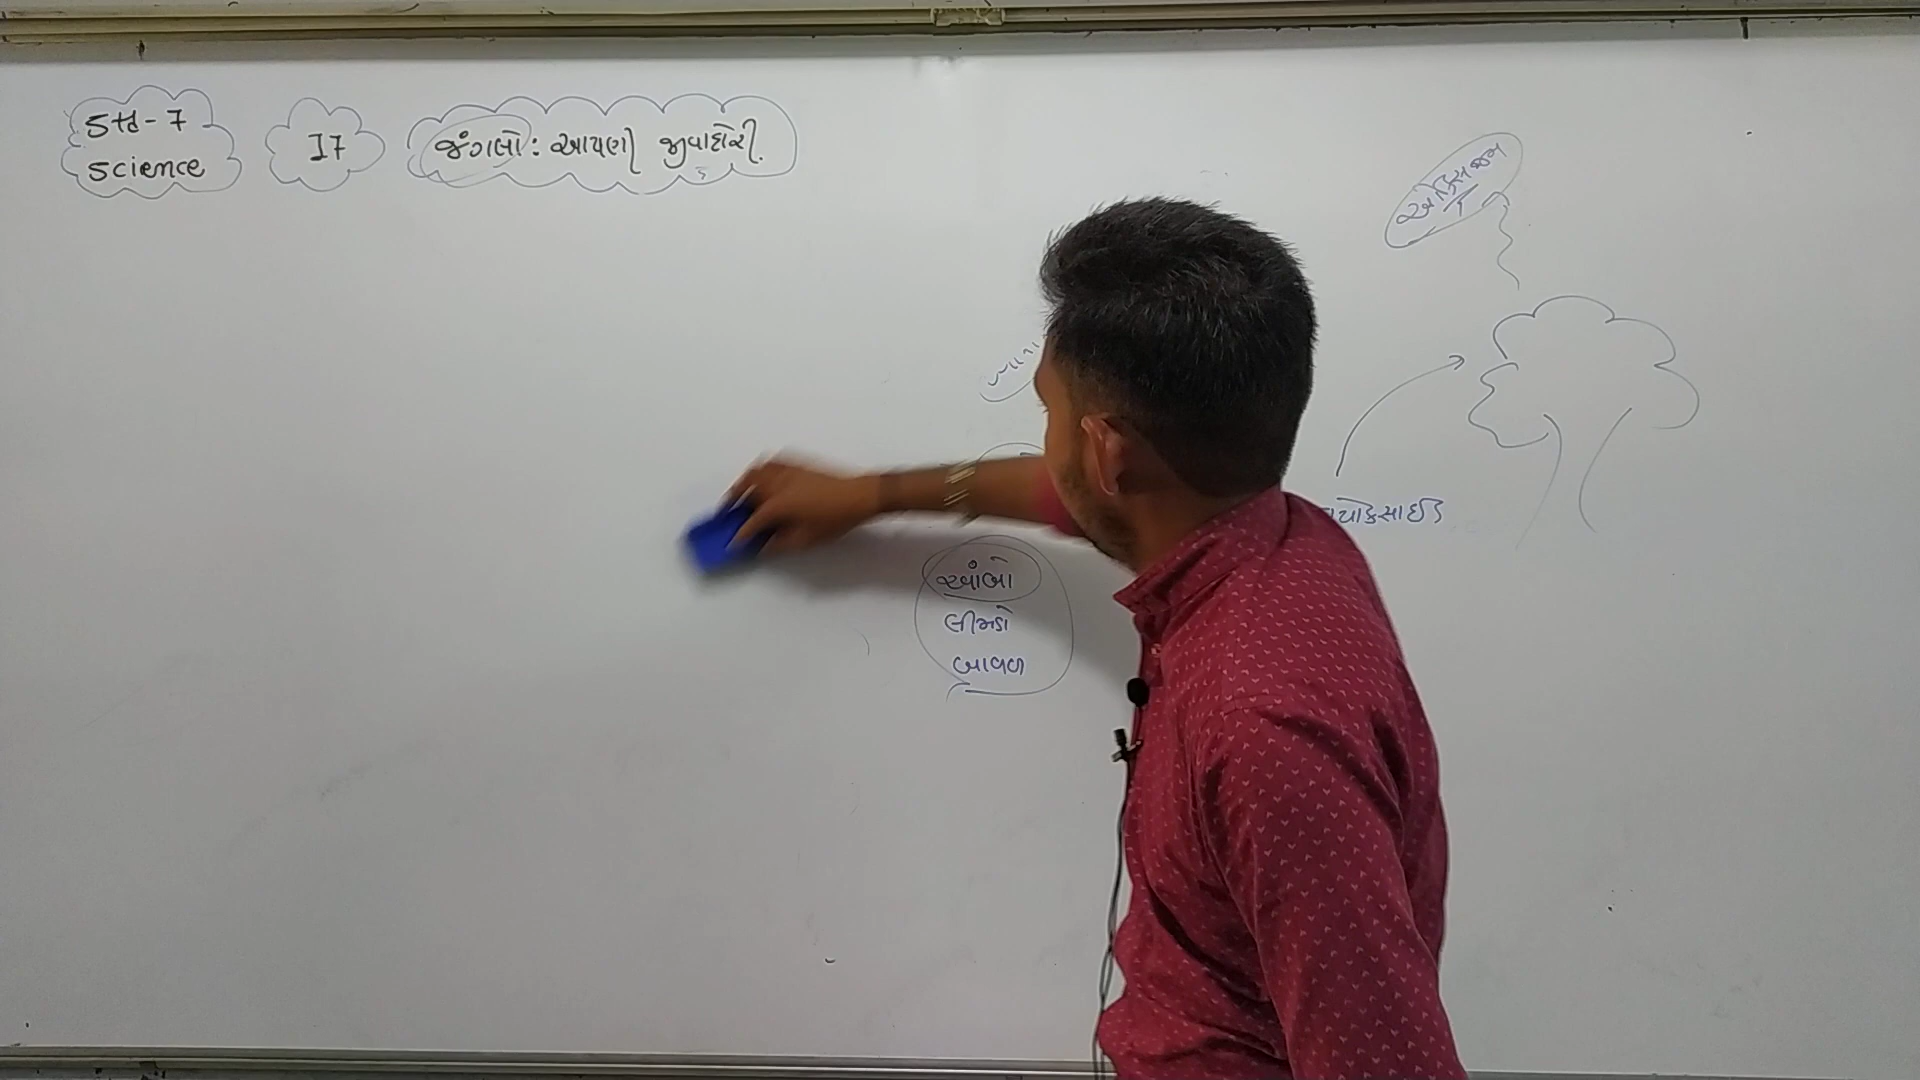 Std-7
Science
17
જંગલો: આપણી જીવાદોરી.
ઓક્સિજન
યોક્સાઈડ
આંબો
લીમડો
બાવળ